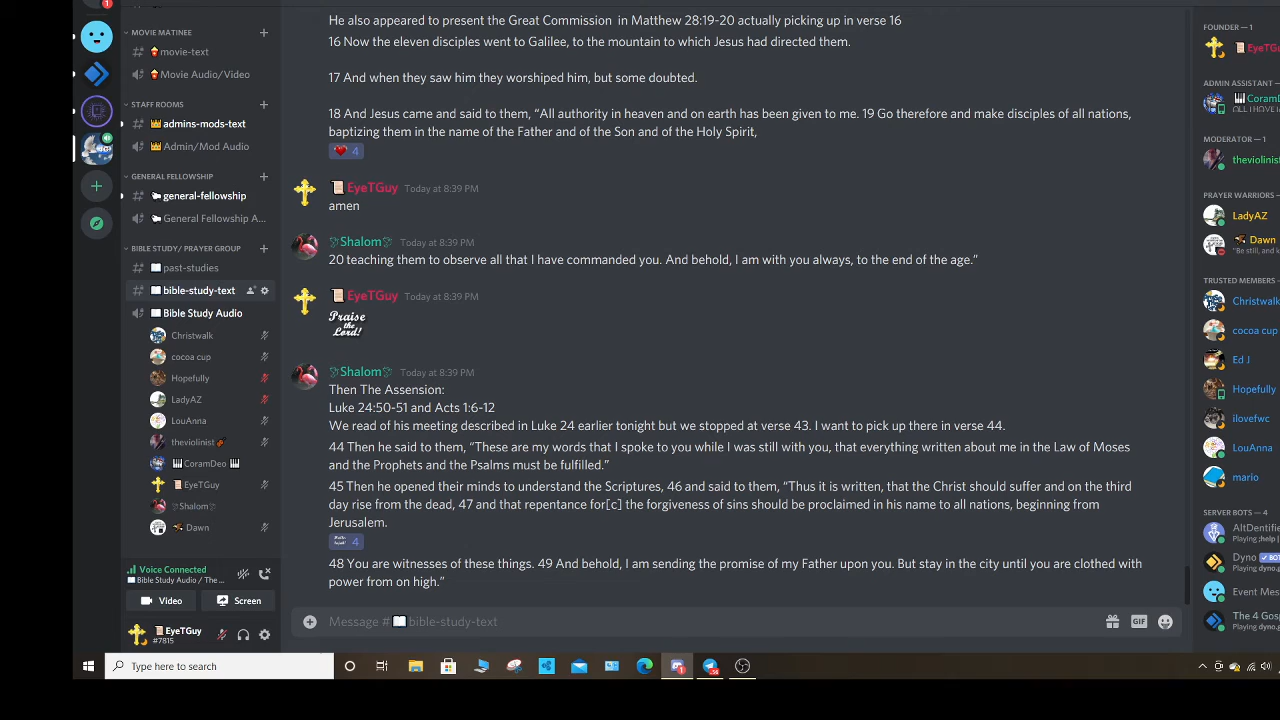 1
MOVIE MATINEE
movie-text
Movie Audio/Video
STAFF ROOMS
admins-mods-text
Admin/Mod Audio
GENERAL FELLOWSHIP
general-fellowship
General Fellowship A...
BIBLE STUDY/ PRAYER GROUP
past-studies
bible-study-text
Bible Study Audio
Christwalk
cocoa cup
Hopefully
LadyAZ
LouAnna
theviolinist
CoramDeo
EyeTGuy
Shalom
Dawn
Voice Connected
Bible Study Audio / The ...
Video
Screen
EyeTGuy
#7815
He also appeared to present the Great Commission in Matthew 28:19-20 actually picking up in verse 16
16 Now the eleven disciples went to Galilee, to the mountain to which Jesus had directed them.
17 And when they saw him they worshiped him, but some doubted.
18 And Jesus came and said to them, “All authority in heaven and on earth has been given to me. 19 Go therefore and make disciples of all nations,
baptizing them in the name of the Father and of the Son and of the Holy Spirit,
4
EyeTGuy Today at 8:39 PM
amen
Shalom Today at 8:39 PM
20 teaching them to observe all that I have commanded you. And behold, I am with you always, to the end of the age.”
EyeTGuy Today at 8:39 PM
Praise
the
Lord!
Shalom Today at 8:39 PM
Then The Assension:
Luke 24:50-51 and Acts 1:6-12
We read of his meeting described in Luke 24 earlier tonight but we stopped at verse 43. I want to pick up there in verse 44.
44 Then he said to them, “These are my words that I spoke to you while I was still with you, that everything written about me in the Law of Moses
and the Prophets and the Psalms must be fulfilled.”
45 Then he opened their minds to understand the Scriptures, 46 and said to them, “Thus it is written, that the Christ should suffer and on the third
day rise from the dead, 47 and that repentance for[c] the forgiveness of sins should be proclaimed in his name to all nations, beginning from
Jerusalem.
4
48 You are witnesses of these things. 49 And behold, I am sending the promise of my Father upon you. But stay in the city until you are clothed with
power from on high.”
Message # bible-study-text
GIF
FOUNDER — 1
EyeTG
ADMIN ASSISTANT —
CoramD
MODERATOR — 1
theviolinis
PRAYER WARRIORS —
LadyAZ
Dawn
"Be still, and
TRUSTED MEMBERS —
Christwalk
cocoa cup
Ed J
Hopefully
ilovefwc
LouAnna
mario
SERVER BOTS — 4
AltDentifi
Playing ;help |
Dyno BOT
Playing dyno.g
Event Mes
The 4 Gosp
Playing dyno.g
Type here to search